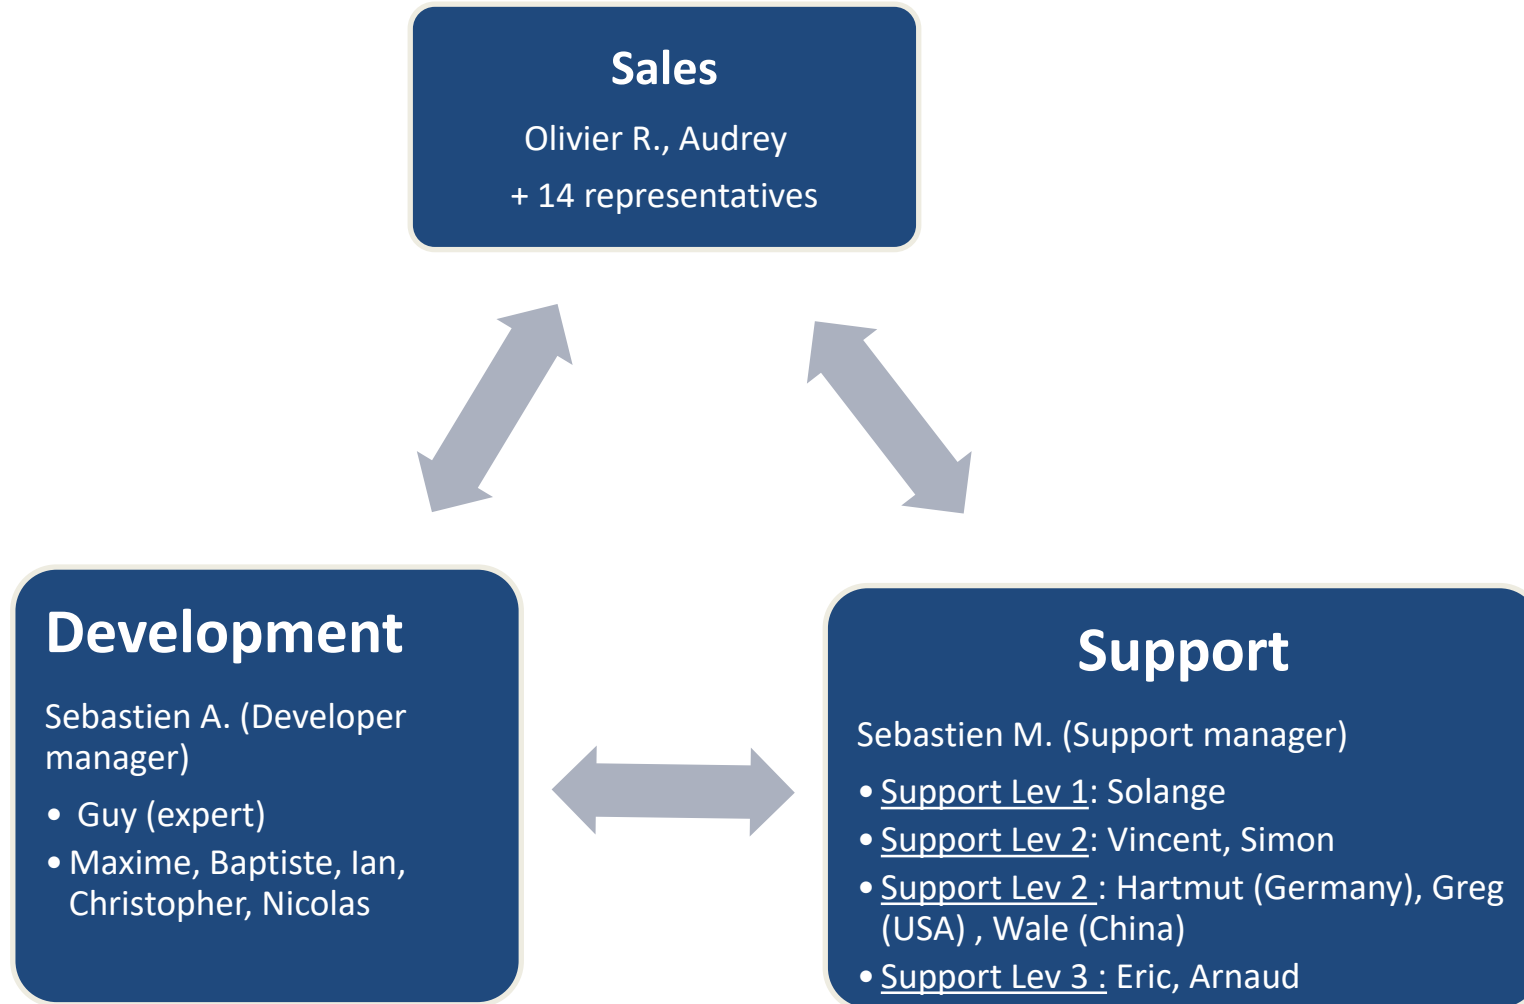 Sales
Olivier R., Audrey
+ 14 representatives
Development
Sebastien A. (Developer
manager)
• Guy (expert)
• Maxime, Baptiste, Ian,
Christopher, Nicolas
Support
Sebastien M. (Support manager)
• Support Lev 1: Solange
• Support Lev 2: Vincent, Simon
• Support Lev 2 : Hartmut (Germany), Greg
(USA) , Wale (China)
• Support Lev 3 : Eric, Arnaud